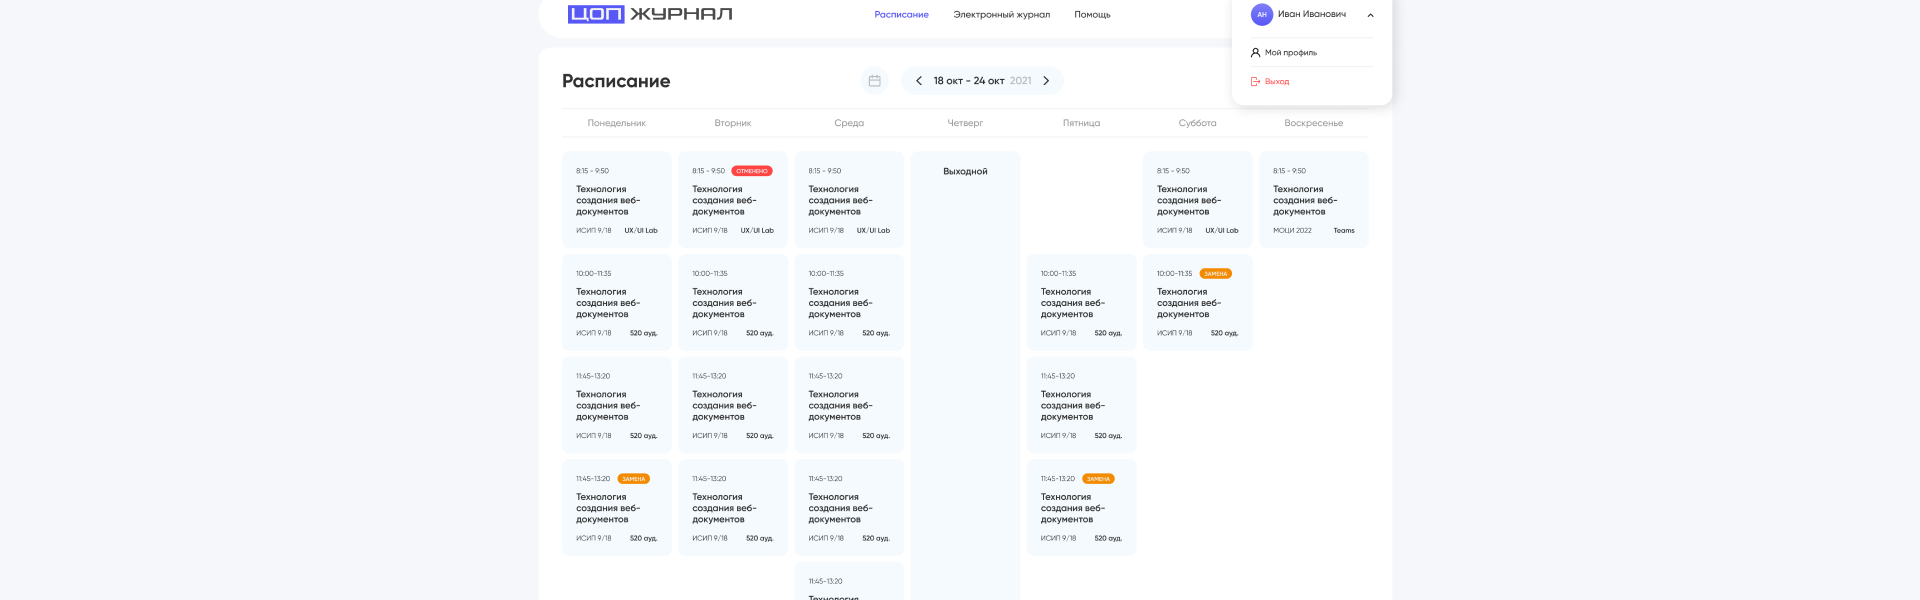 ЦОП ЖУРНАЛ
Расписание
Электронный журнал
Помощь
АН
Иван Иванович
Мой профиль
Выход
Расписание
18 окт - 24 окт 2021
Понедельник
Вторник
Среда
Четверг
Пятница
Суббота
Воскресенье
8:15 - 9:50
Технология
создания веб-
документов
ИСИП 9/18 UX/UI Lab
8:15 - 9:50 ОТМЕНЕНО
Технология
создания веб-
документов
ИСИП 9/18 UX/UI Lab
8:15 - 9:50
Технология
создания веб-
документов
ИСИП 9/18 UX/UI Lab
Выходной
8:15 - 9:50
Технология
создания веб-
документов
ИСИП 9/18 UX/UI Lab
8:15 - 9:50
Технология
создания веб-
документов
МОЦИ 2022 Teams
10:00-11:35
Технология
создания веб-
документов
ИСИП 9/18 520 ауд.
10:00-11:35
Технология
создания веб-
документов
ИСИП 9/18 520 ауд.
10:00-11:35
Технология
создания веб-
документов
ИСИП 9/18 520 ауд.
10:00-11:35
Технология
создания веб-
документов
ИСИП 9/18 520 ауд.
10:00-11:35 ЗАМЕНА
Технология
создания веб-
документов
ИСИП 9/18 520 ауд.
11:45-13:20
Технология
создания веб-
документов
ИСИП 9/18 520 ауд.
11:45-13:20
Технология
создания веб-
документов
ИСИП 9/18 520 ауд.
11:45-13:20
Технология
создания веб-
документов
ИСИП 9/18 520 ауд.
11:45-13:20
Технология
создания веб-
документов
ИСИП 9/18 520 ауд.
11:45-13:20 ЗАМЕНА
Технология
создания веб-
документов
ИСИП 9/18 520 ауд.
11:45-13:20
Технология
создания веб-
документов
ИСИП 9/18 520 ауд.
11:45-13:20
Технология
создания веб-
документов
ИСИП 9/18 520 ауд.
11:45-13:20 ЗАМЕНА
Технология
создания веб-
документов
ИСИП 9/18 520 ауд.
11:45-13:20
Технология